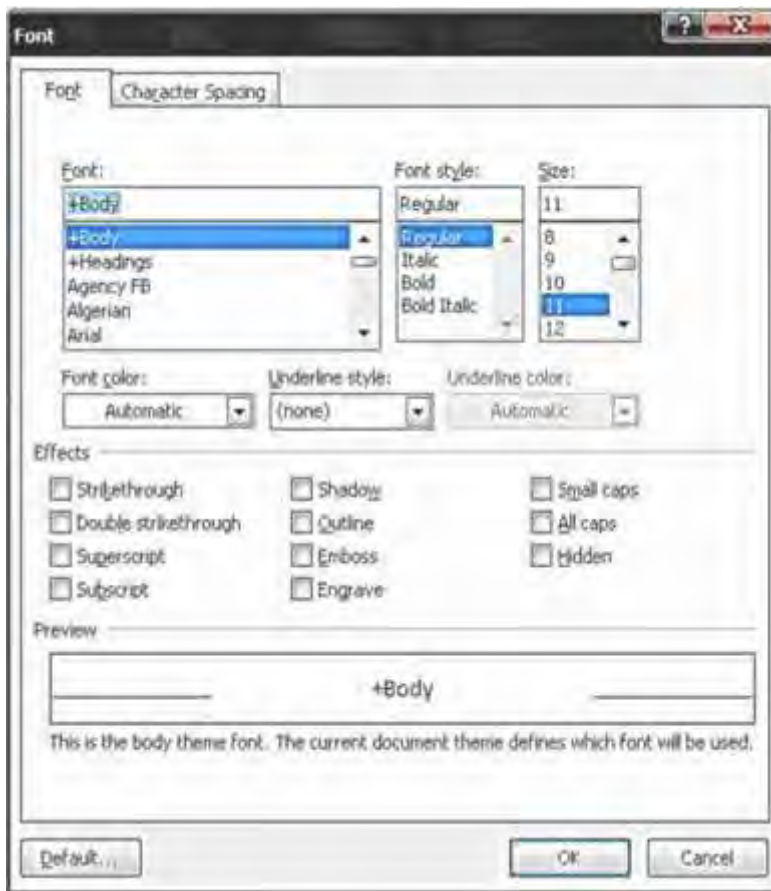 Font
?
X
Font Character Spacing
Font: Font style: Size:
+Body Regular 11
+Body Regular 8
+Headings Italic 9
Agency FB Bold 10
Algerian Bold Italic 11
Arial 12
Font color: Underline style: Underline color:
Automatic (none) Automatic
Effects
Strikethrough Shadow Small caps
Double strikethrough Outline All caps
Superscript Emboss Hidden
Subscript Engrave
Preview
+Body
This is the body theme font. The current document theme defines which font will be used.
Default... OK Cancel